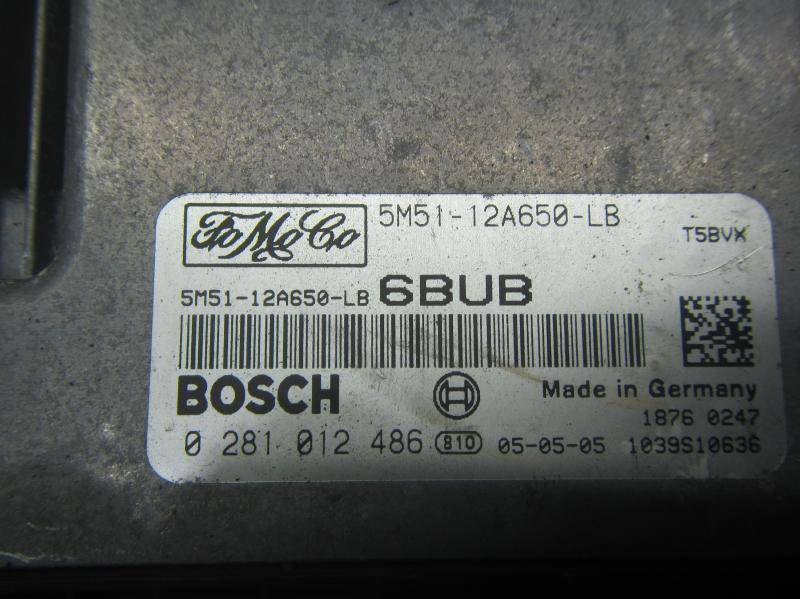 FoMoCo 5M51-12A650-LB
T5BVX
5M51-12A650-LB 6BUB
BOSCH Made in Germany
1876 0247
0 281 012 486 810 05-05-05 1039S10636